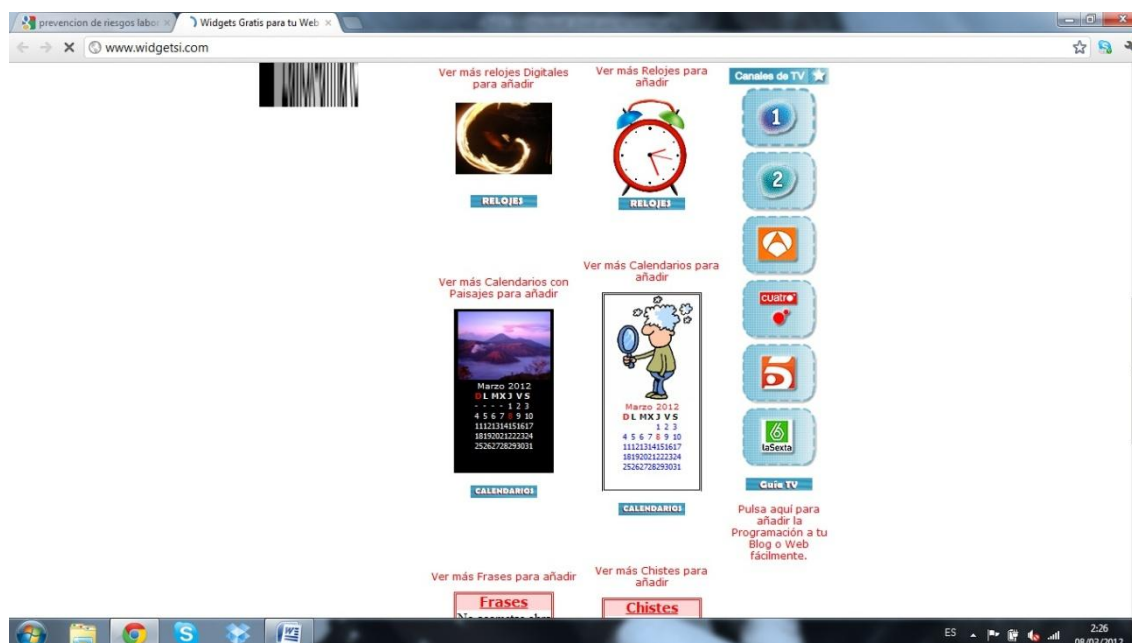 prevencion de riesgos labor
Widgets Gratis para tu Web
www.widgetsi.com
Ver más relojes Digitales
para añadir
RELOJES
Ver más Calendarios con
Paisajes para añadir
Marzo 2012
D L M X J V S
- - - - 1 2 3
4 5 6 7 8 9 10
11121314151617
18192021222324
25262728293031
CALENDARIOS
Ver más Frases para añadir
Frases
Ver más Relojes para
añadir
RELOJES
Ver más Calendarios para
añadir
Marzo 2012
D L M X J V S
1 2 3
4 5 6 7 8 9 10
11121314151617
18192021222324
25262728293031
CALENDARIOS
Ver más Chistes para
añadir
Chistes
Canales de TV
1
2
cuatro
5
6
laSexta
Guía TV
Pulsa aquí para
añadir la
Programación a tu
Blog o Web
fácilmente.
ES
2:26
08/03/2012